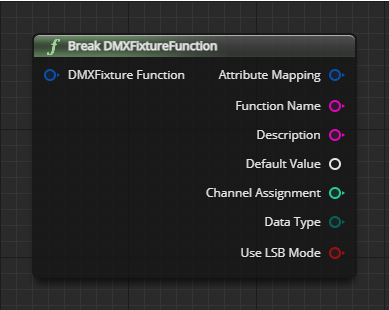 f Break DMXFixtureFunction
DMXFixture Function
Attribute Mapping
Function Name
Description
Default Value
Channel Assignment
Data Type
Use LSB Mode